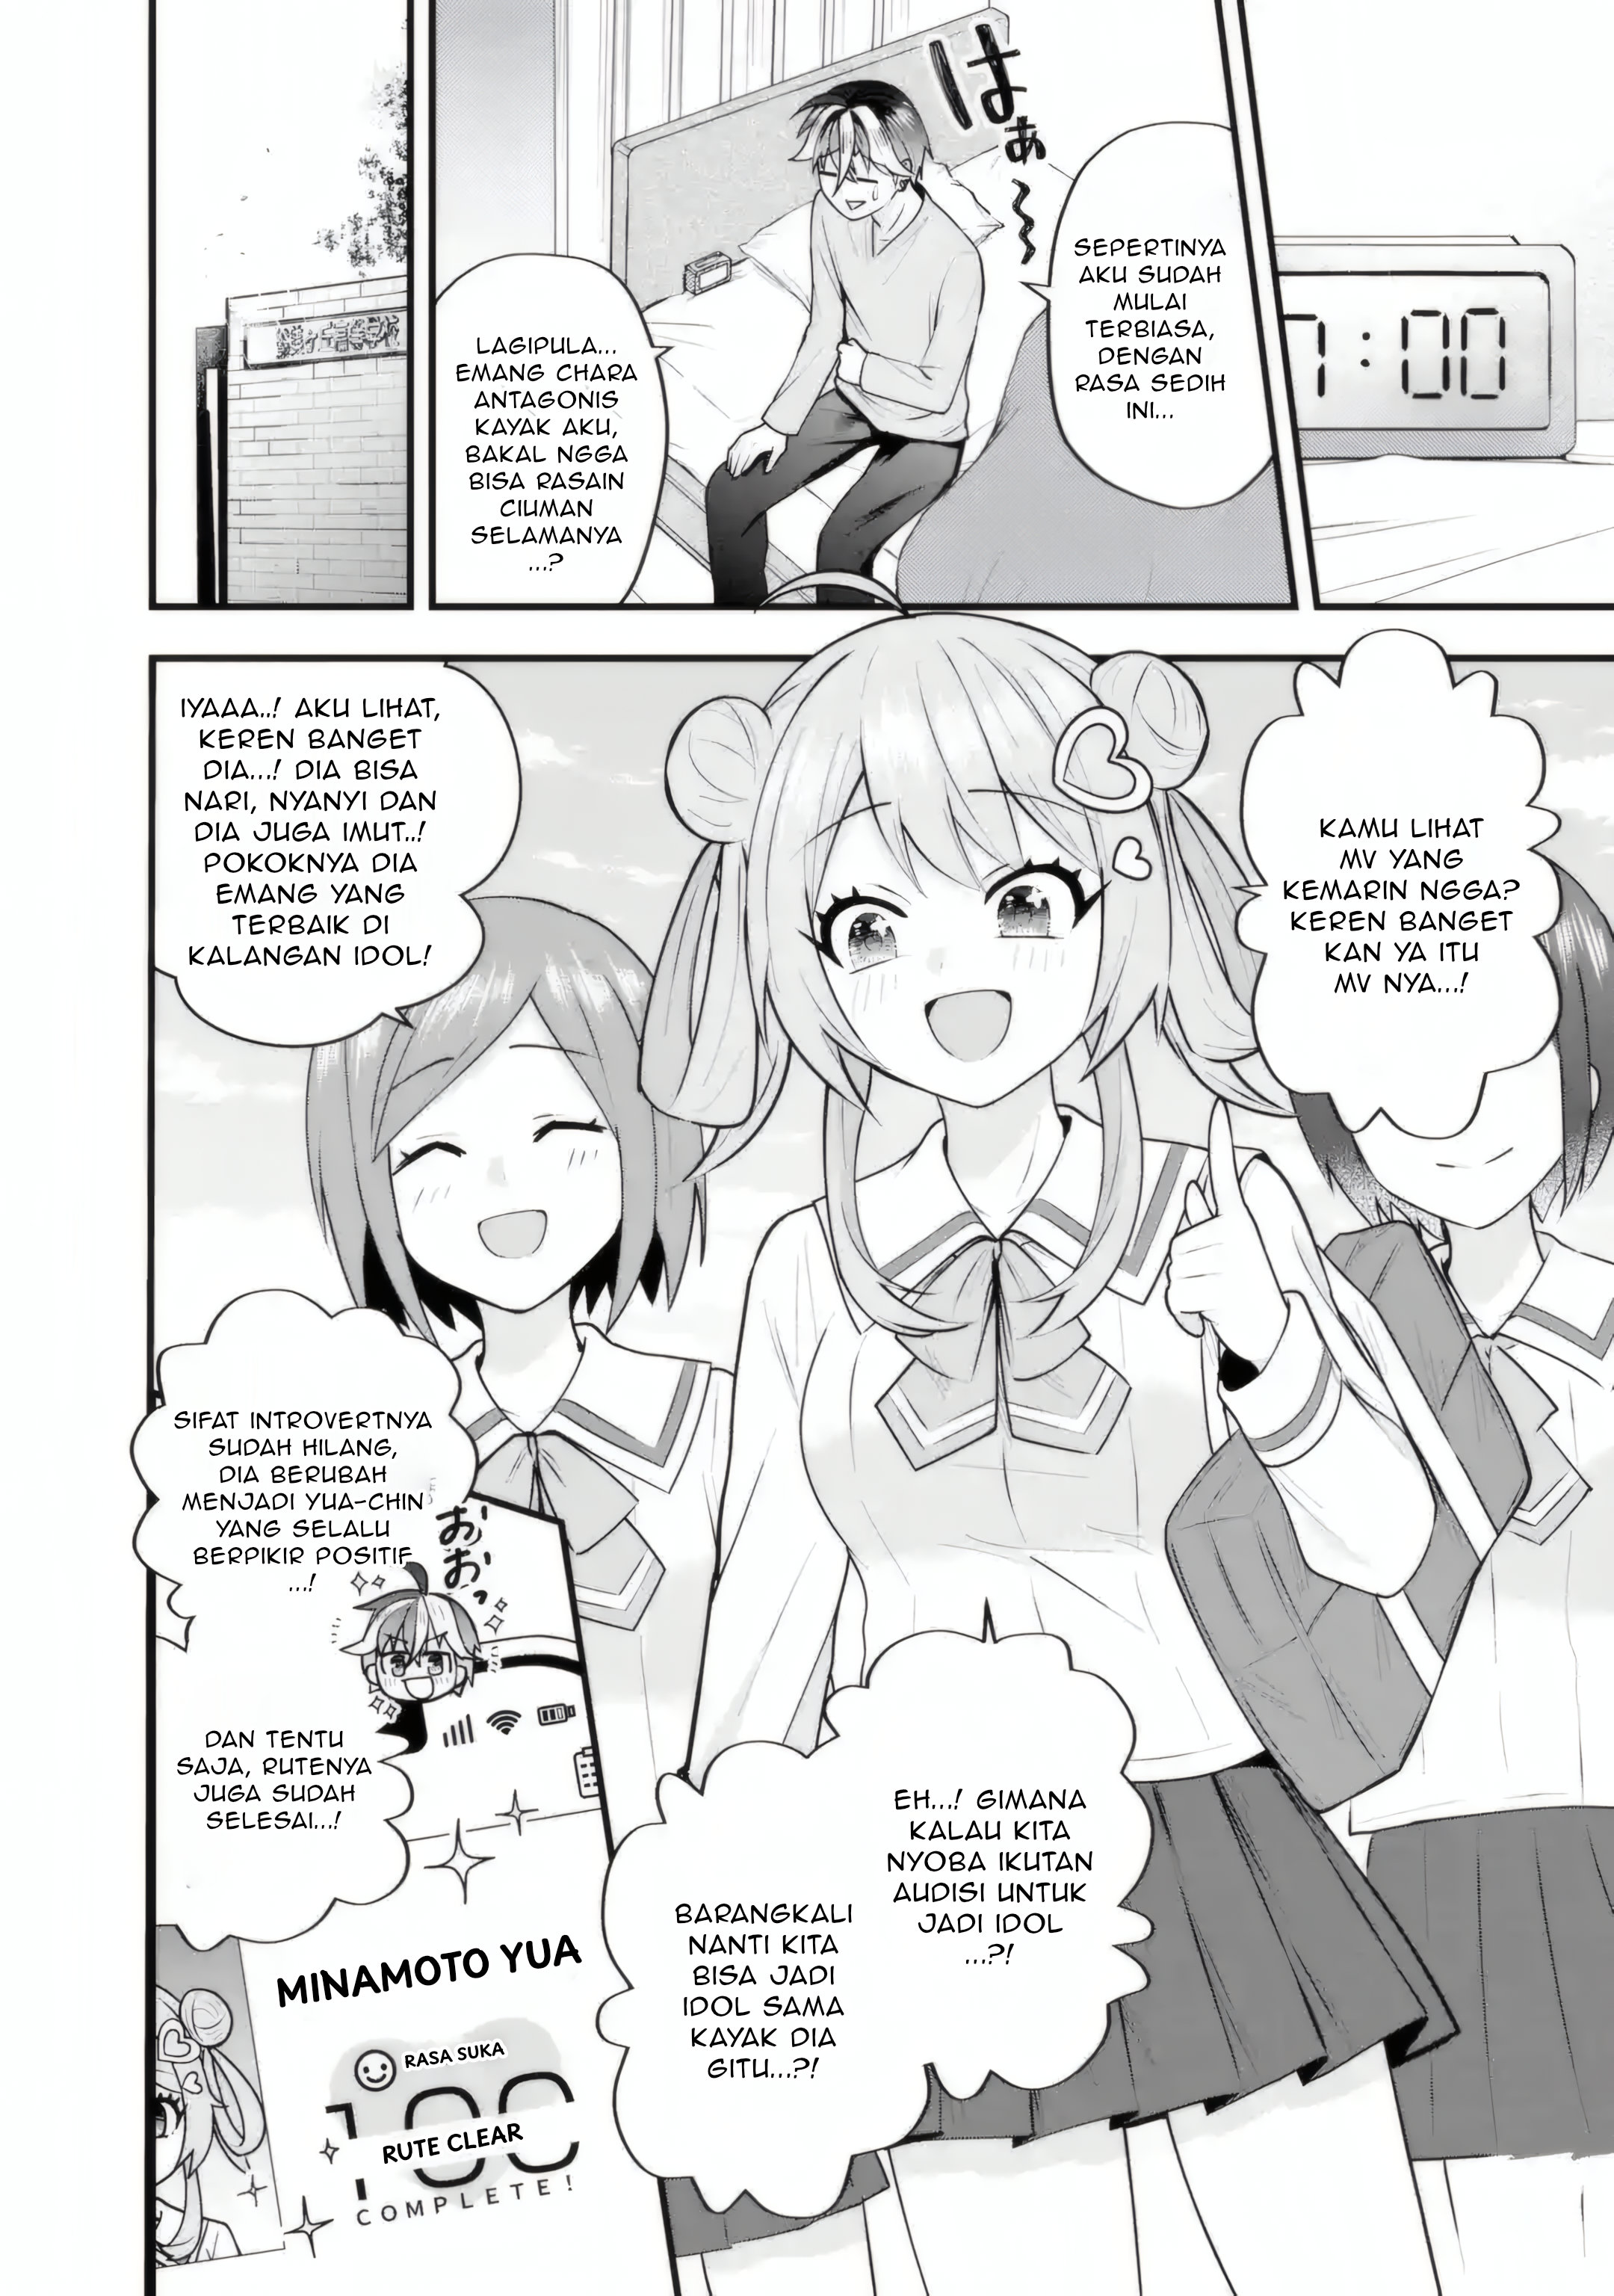 7:00
はぁ〜
SEPERTINYA
AKU SUDAH
MULAI
TERBIASA,
DENGAN
RASA SEDIH
INI...
LAGIPULA...
EMANG CHARA
ANTAGONIS
KAYAK AKU,
BAKAL NGGA
BISA RASAIN
CIUMAN
SELAMANYA
...?
KAMU LIHAT
MV YANG
KEMARIN NGGA?
KEREN BANGET
KAN YA ITU
MV NYA...!
IYAAA..! AKU LIHAT,
KEREN BANGET
DIA...! DIA BISA
NARI, NYANYI DAN
DIA JUGA IMUT..!
POKOKNYA DIA
EMANG YANG
TERBAIK DI
KALANGAN IDOL!
EH...! GIMANA
KALAU KITA
NYOBA IKUTAN
AUDISI UNTUK
JADI IDOL
...?!
BARANGKALI
NANTI KITA
BISA JADI
IDOL SAMA
KAYAK DIA
GITU...?!
SIFAT INTROVERTNYA
SUDAH HILANG,
DIA BERUBAH
MENJADI YUA-CHIN
YANG SELALU
BERPIKIR POSITIF
...!
おおっ
DAN TENTU
SAJA, RUTENYA
JUGA SUDAH
SELESAI...!
MINAMOTO YUA
RASA SUKA
100
RUTE CLEAR
COMPLETE!